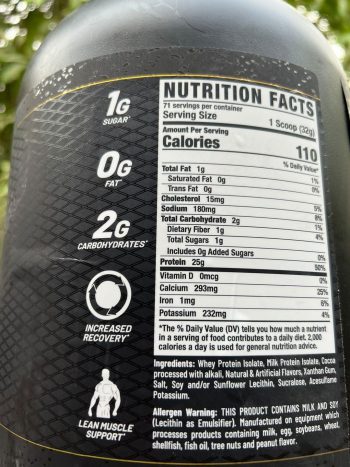 1G
SUGAR*
0G
FAT*
2G
CARBOHYDRATES*
INCREASED
RECOVERY*
LEAN MUSCLE
SUPPORT*
NUTRITION FACTS
71 servings per container
Serving Size 1 Scoop (32g)
Amount Per Serving
Calories 110
% Daily Value*
Total Fat 1g 1%
Saturated Fat 0g 0%
Trans Fat 0g
Cholesterol 15mg 5%
Sodium 180mg 8%
Total Carbohydrate 2g 1%
Dietary Fiber 1g 4%
Total Sugars 1g
Includes 0g Added Sugars 0%
Protein 25g 50%
Vitamin D 0mcg 0%
Calcium 293mg 25%
Iron 1mg 6%
Potassium 232mg 4%
*The % Daily Value (DV) tells you how much a nutrient
in a serving of food contributes to a daily diet. 2,000
calories a day is used for general nutrition advice.
Ingredients: Whey Protein Isolate, Milk Protein Isolate, Cocoa
processed with alkali, Natural & Artificial Flavors, Xanthan Gum,
Salt, Soy and/or Sunflower Lecithin, Sucralose, Acesulfame
Potassium.
Allergen Warning: THIS PRODUCT CONTAINS MILK AND SOY
(Lecithin as Emulsifier). Manufactured on equipment which
processes products containing milk, egg, soybeans, wheat,
shellfish, fish oil, tree nuts and peanut flavor.